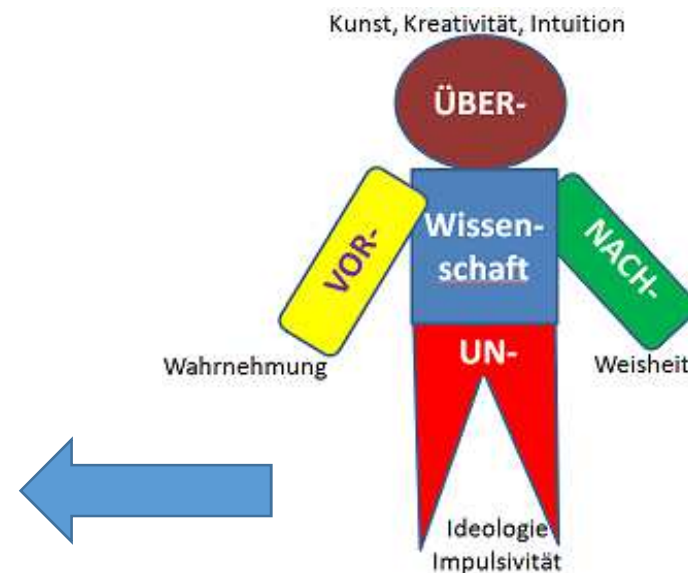 Kunst, Kreativität, Intuition
ÜBER-
VOR-
Wissen-
schaft
NACH-
Wahrnehmung
UN-
Weisheit
Ideologie
Impulsivität